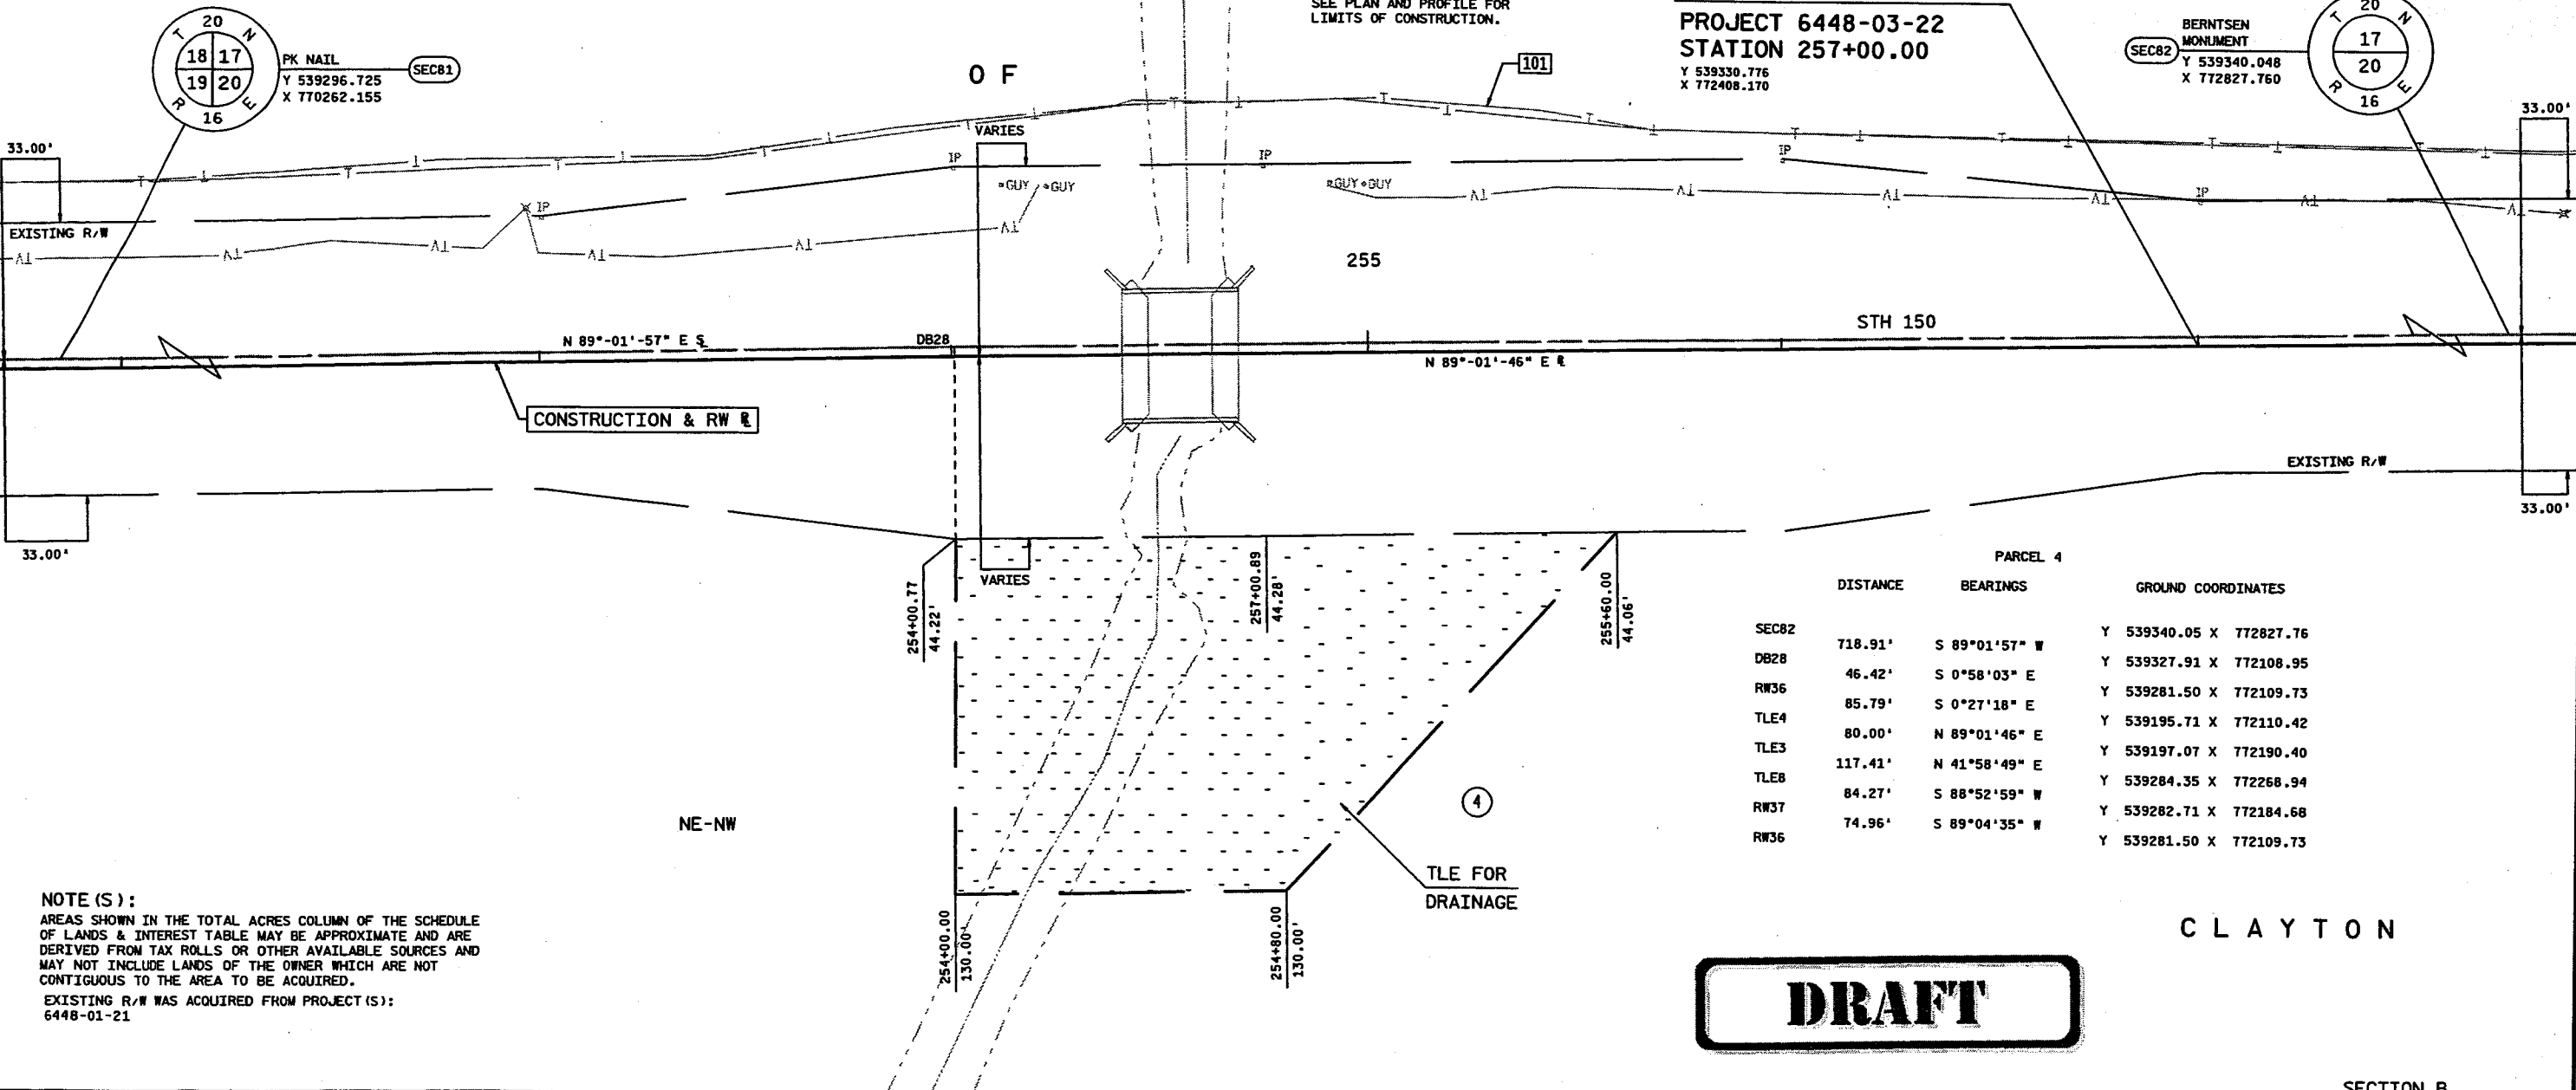 SEE PLAN AND PROFILE FOR
LIMITS OF CONSTRUCTION.
PROJECT 6448-03-22
STATION 257+00.00
Y 539330.776
X 772408.170
T 20 N
18 17
19 20
R 16 E
PK NAIL
Y 539296.725
X 770262.155
SEC81
O F
101
BERNTSEN
MONUMENT
Y 539340.048
X 772827.760
SEC82
T 20 N
17
20
R 16 E
33.00'
33.00'
VARIES
IP
IP
IP
IP
IP
GUY
GUY
GUY
GUY
EXISTING R/W
TV
TV
TV
TV
TV
TV
TV
TV
TV
TV
TV
TV
TV
255
STH 150
N 89°-01'-57" E
DB28
N 89°-01'-46" E
CONSTRUCTION & RW
EXISTING R/W
33.00'
33.00'
VARIES
254+00.77
44.22'
257+00.89
44.28'
255+60.00
44.06'
PARCEL 4
DISTANCE BEARINGS GROUND COORDINATES
SEC82 Y 539340.05 X 772827.76
718.91' S 89°01'57" W
DB28 Y 539327.91 X 772108.95
46.42' S 0°58'03" E
RW36 Y 539281.50 X 772109.73
85.79' S 0°27'18" E
TLE4 Y 539195.71 X 772110.42
80.00' N 89°01'46" E
TLE3 Y 539197.07 X 772190.40
117.41' N 41°58'49" E
TLE8 Y 539284.35 X 772268.94
84.27' S 88°52'59" W
RW37 Y 539282.71 X 772184.68
74.96' S 89°04'35" W
RW36 Y 539281.50 X 772109.73
NE-NW
4
TLE FOR
DRAINAGE
254+00.00
130.00'
254+80.00
130.00'
NOTE(S):
AREAS SHOWN IN THE TOTAL ACRES COLUMN OF THE SCHEDULE
OF LANDS & INTEREST TABLE MAY BE APPROXIMATE AND ARE
DERIVED FROM TAX ROLLS OR OTHER AVAILABLE SOURCES AND
MAY NOT INCLUDE LANDS OF THE OWNER WHICH ARE NOT
CONTIGUOUS TO THE AREA TO BE ACQUIRED.
EXISTING R/W WAS ACQUIRED FROM PROJECT(S):
6448-01-21
CLAYTON
DRAFT
SECTION B